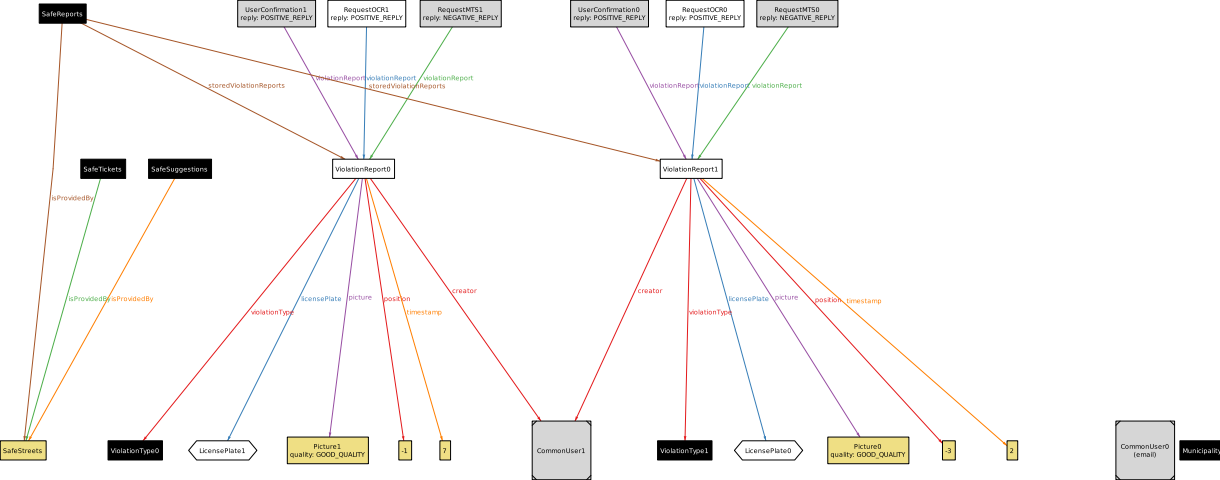 SafeReports
UserConfirmation1
reply: POSITIVE_REPLY
RequestOCR1
reply: POSITIVE_REPLY
RequestMTS1
reply: NEGATIVE_REPLY
UserConfirmation0
reply: POSITIVE_REPLY
RequestOCR0
reply: POSITIVE_REPLY
RequestMTS0
reply: NEGATIVE_REPLY
violationReport
violationReport
violationReport
violationReport
violationReport
violationReport
storedViolationReports
storedViolationReports
SafeTickets
SafeSuggestions
ViolationReport0
ViolationReport1
isProvidedBy
isProvidedBy
isProvidedBy
violationType
licensePlate
picture
position
timestamp
creator
creator
violationType
licensePlate
picture
position
timestamp
SafeStreets
ViolationType0
LicensePlate1
Picture1
quality: GOOD_QUALITY
-1
7
CommonUser1
ViolationType1
LicensePlate0
Picture0
quality: GOOD_QUALITY
-3
2
CommonUser0
(email)
Municipality